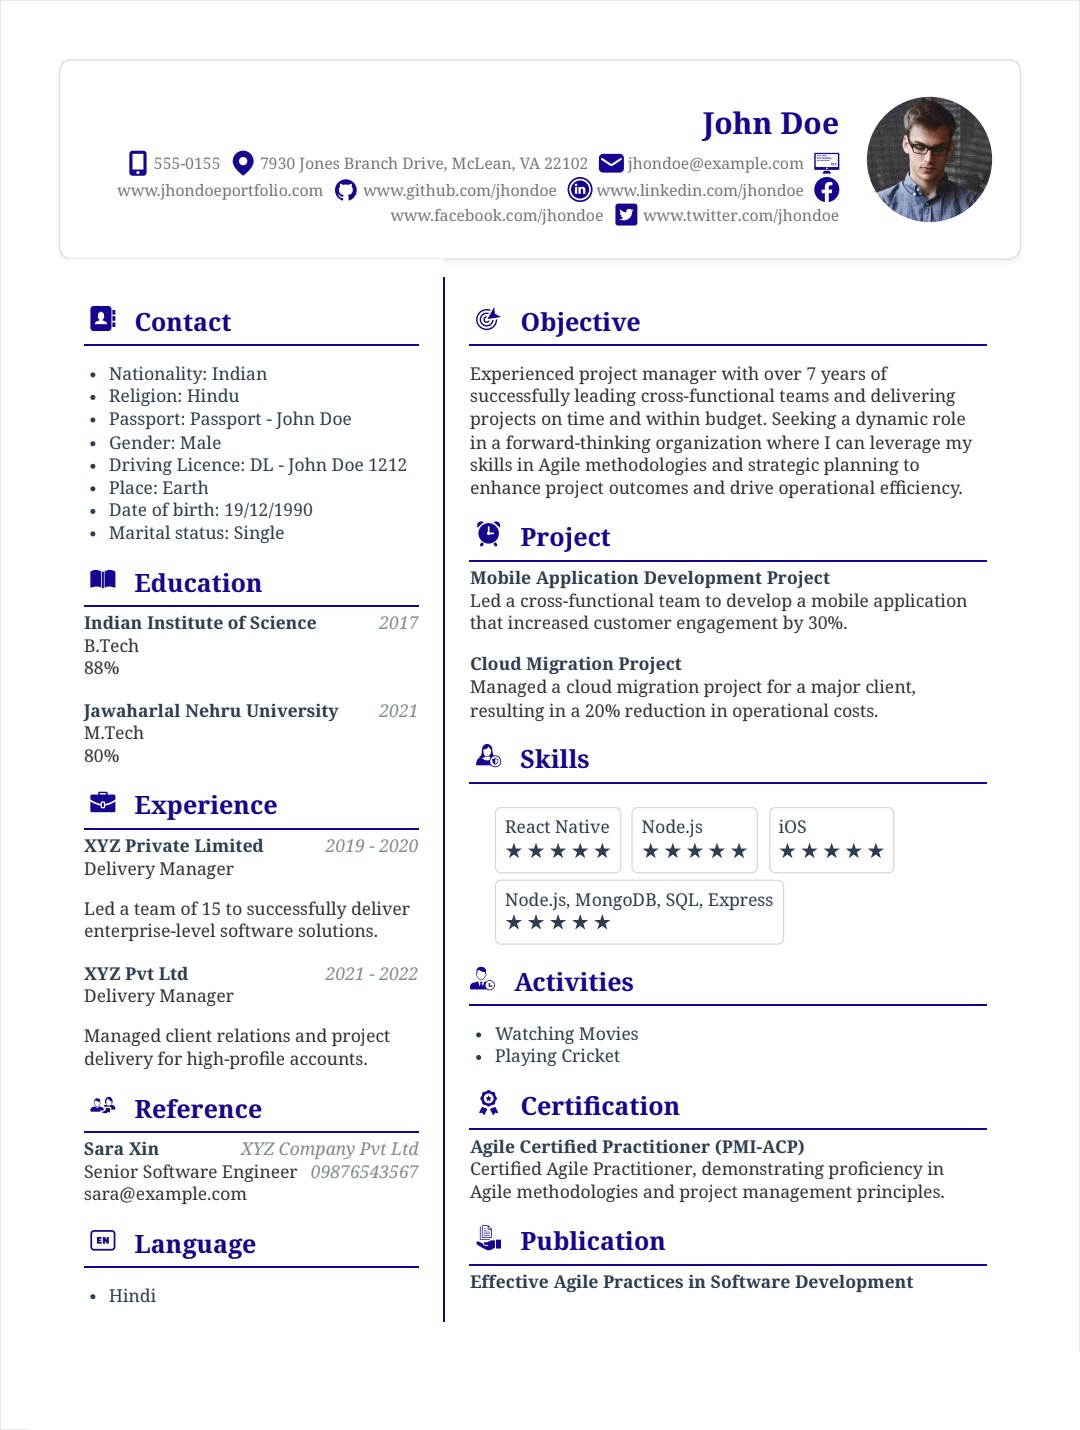 John Doe
555-0155 7930 Jones Branch Drive, McLean, VA 22102 jhondoe@example.com
www.jhondoeportfolio.com www.github.com/jhondoe www.linkedin.com/jhondoe
www.facebook.com/jhondoe www.twitter.com/jhondoe
Contact
• Nationality: Indian
• Religion: Hindu
• Passport: Passport - John Doe
• Gender: Male
• Driving Licence: DL - John Doe 1212
• Place: Earth
• Date of birth: 19/12/1990
• Marital status: Single
Education
Indian Institute of Science 2017
B.Tech
88%
Jawaharlal Nehru University 2021
M.Tech
80%
Experience
XYZ Private Limited 2019 - 2020
Delivery Manager
Led a team of 15 to successfully deliver
enterprise-level software solutions.
XYZ Pvt Ltd 2021 - 2022
Delivery Manager
Managed client relations and project
delivery for high-profile accounts.
Reference
Sara Xin XYZ Company Pvt Ltd
Senior Software Engineer 09876543567
sara@example.com
EN Language
• Hindi
Objective
Experienced project manager with over 7 years of
successfully leading cross-functional teams and delivering
projects on time and within budget. Seeking a dynamic role
in a forward-thinking organization where I can leverage my
skills in Agile methodologies and strategic planning to
enhance project outcomes and drive operational efficiency.
Project
Mobile Application Development Project
Led a cross-functional team to develop a mobile application
that increased customer engagement by 30%.
Cloud Migration Project
Managed a cloud migration project for a major client,
resulting in a 20% reduction in operational costs.
Skills
React Native Node.js iOS
★ ★ ★ ★ ★ ★ ★ ★ ★ ★ ★ ★ ★ ★ ★
Node.js, MongoDB, SQL, Express
★ ★ ★ ★ ★
Activities
• Watching Movies
• Playing Cricket
Certification
Agile Certified Practitioner (PMI-ACP)
Certified Agile Practitioner, demonstrating proficiency in
Agile methodologies and project management principles.
Publication
Effective Agile Practices in Software Development